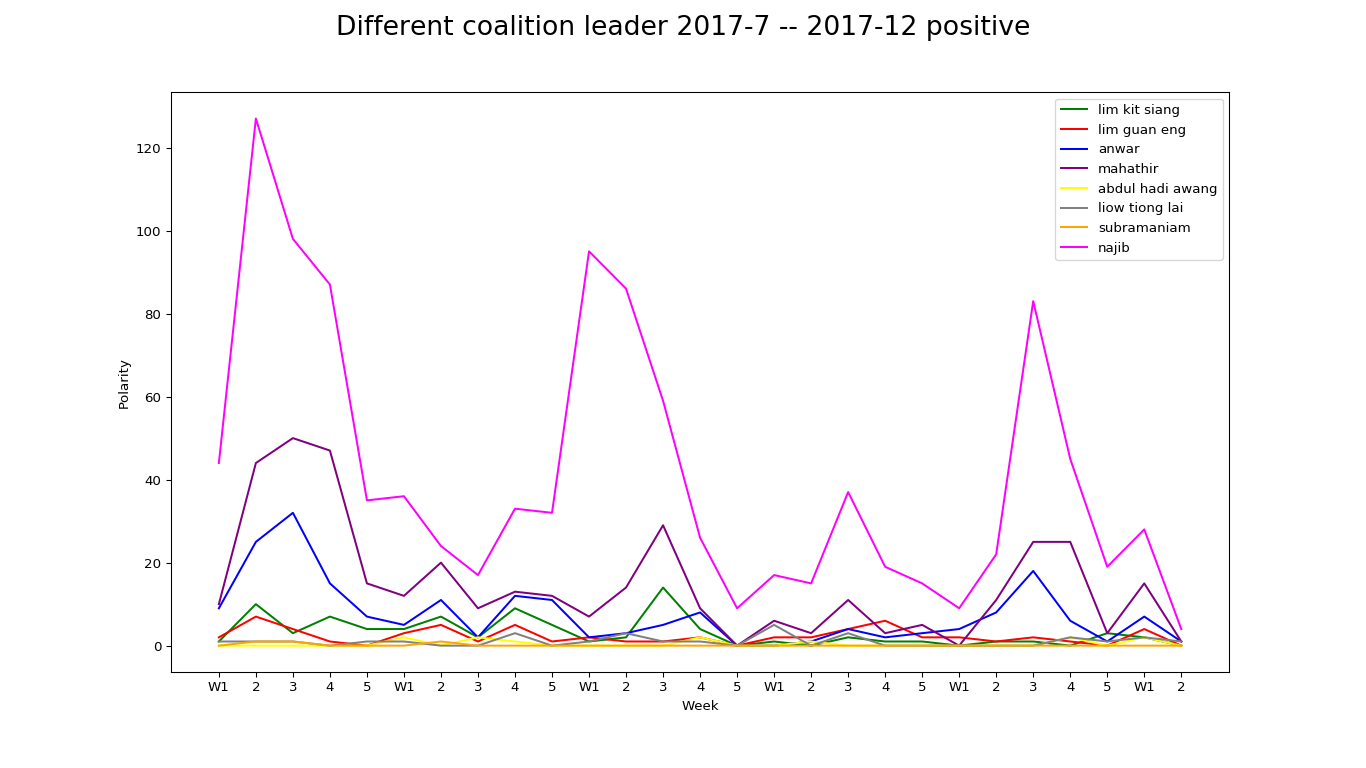 Different coalition leader 2017-7 -- 2017-12 positive
lim kit siang
lim guan eng
anwar
mahathir
abdul hadi awang
liow tiong lai
subramaniam
najib
120
100
80
60
40
20
0
Polarity
W1 2 3 4 5 W1 2 3 4 5 W1 2 3 4 5 W1 2 3 4 5 W1 2 3 4 5 W1 2
Week